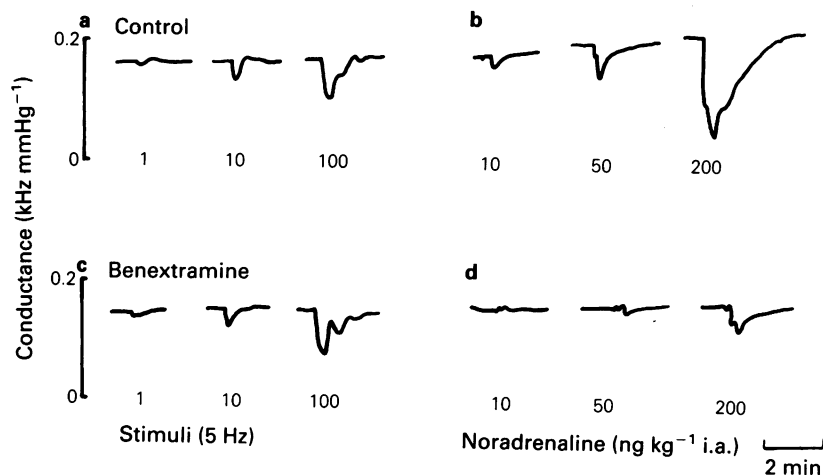 a Control
b
0.2
0
1 10 100
10 50 200
Conductance (kHz mmHg⁻¹)
c Benextramine
d
0.2
0
1 10 100
10 50 200
Stimuli (5 Hz)
Noradrenaline (ng kg⁻¹ i.a.)
2 min